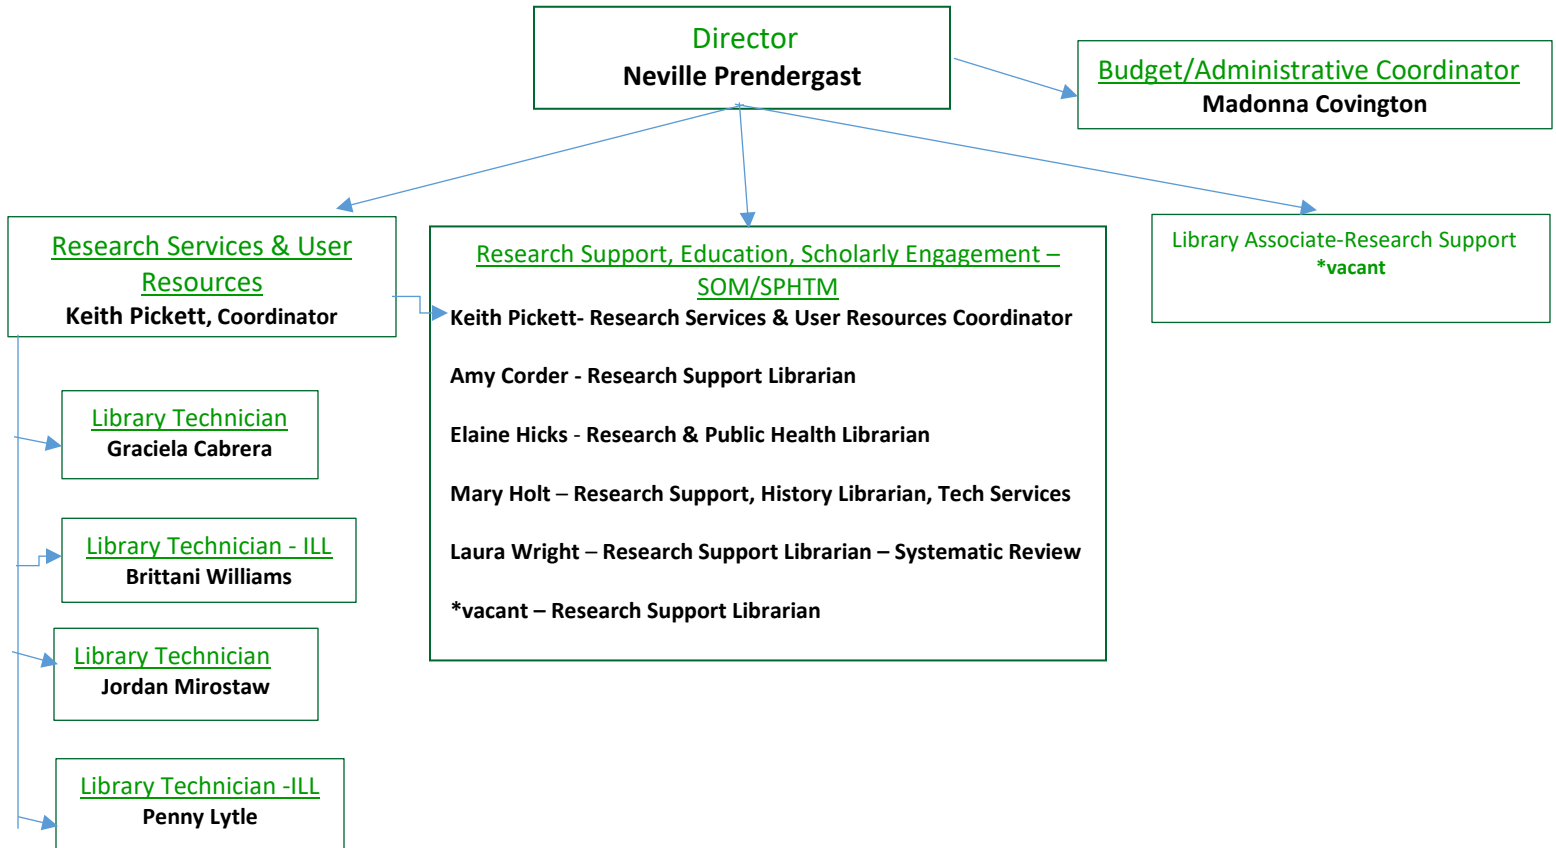 Director
Neville Prendergast
Budget/Administrative Coordinator
Madonna Covington
Research Services & User
Resources
Keith Pickett, Coordinator
Research Support, Education, Scholarly Engagement –
SOM/SPHTM
Keith Pickett- Research Services & User Resources Coordinator
Amy Corder - Research Support Librarian
Elaine Hicks - Research & Public Health Librarian
Mary Holt – Research Support, History Librarian, Tech Services
Laura Wright – Research Support Librarian – Systematic Review
*vacant – Research Support Librarian
Library Associate-Research Support
*vacant
Library Technician
Graciela Cabrera
Library Technician - ILL
Brittani Williams
Library Technician
Jordan Mirostaw
Library Technician -ILL
Penny Lytle